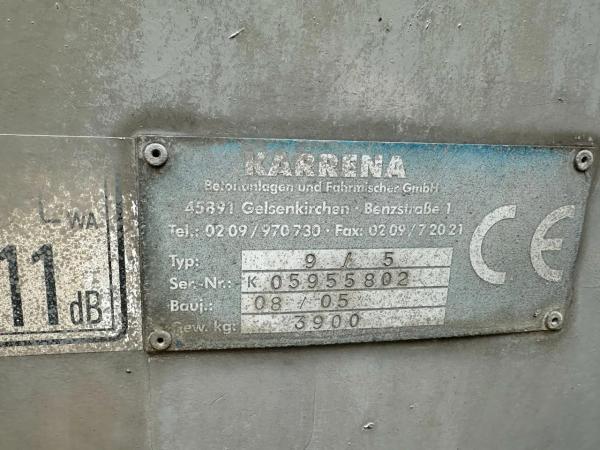 KARRENA
Betonanlagen und Fahrmischer GmbH
45891 Gelsenkirchen · Benzstraße 1
Tel.: 02 09 / 970 730 · Fax: 02 09 / 7 20 21
Typ: 9 / 5
Ser.-Nr.: K 05955802
Bauj.: 08 / 05
Gew. kg: 3900
CE
LWA
11 dB